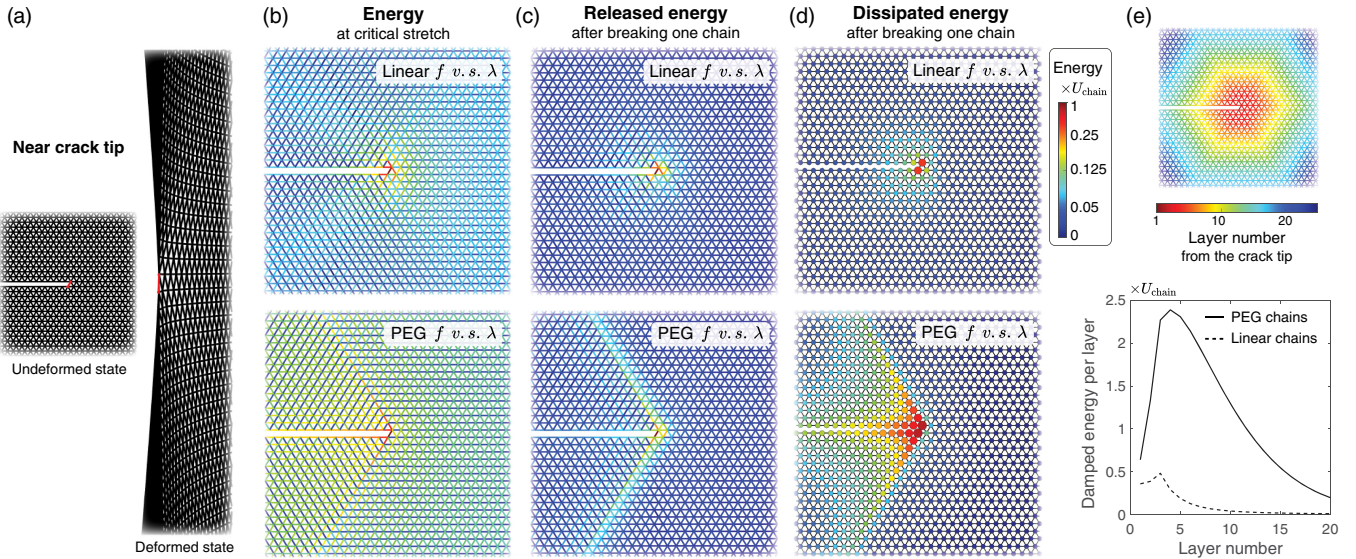 (a)
Near crack tip
Undeformed state
Deformed state
(b)
Energy
at critical stretch
Linear f v.s. λ
PEG f v.s. λ
(c)
Released energy
after breaking one chain
Linear f v.s. λ
PEG f v.s. λ
(d)
Dissipated energy
after breaking one chain
Linear f v.s. λ
PEG f v.s. λ
Energy
×U_chain
1
0.25
0.125
0.05
0
(e)
1 10 20
Layer number
from the crack tip
×U_chain
2.5
2
1.5
1
0.5
0
Damped energy per layer
PEG chains
Linear chains
0 5 10 15 20
Layer number